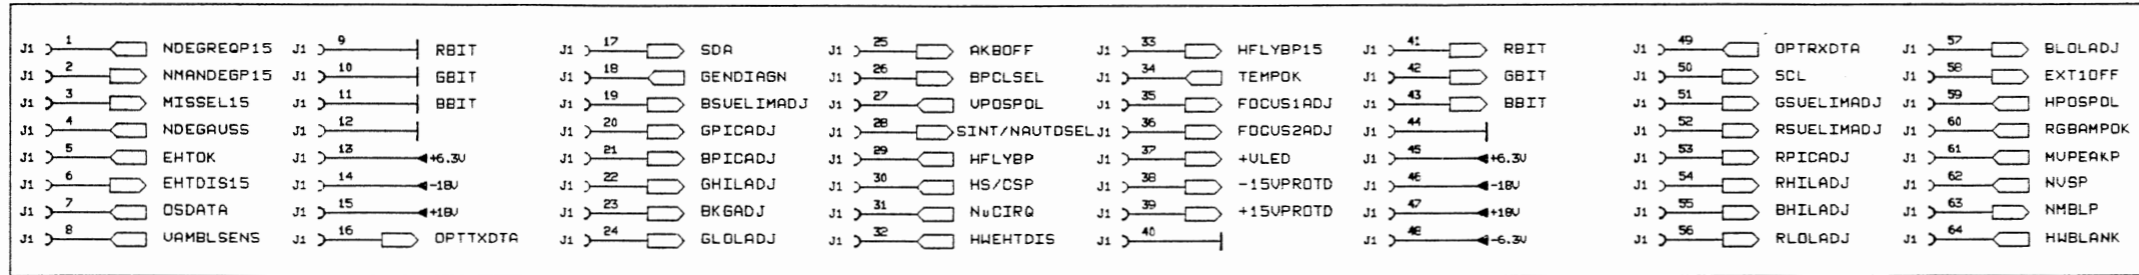 J1 1 NDEGREQP15 J1 9 RBIT J1 17 SDA J1 25 AKBOFF J1 33 HFLYBP15 J1 41 RBIT J1 49 OPTRXDTA J1 57 BLOLADJ
J1 2 NMANDEGP15 J1 10 GBIT J1 18 GENDIAGN J1 26 BPCLSEL J1 34 TEMPOK J1 42 GBIT J1 50 SCL J1 58 EXT1OFF
J1 3 MISSEL15 J1 11 BBIT J1 19 BSVELIMADJ J1 27 VPOSPOL J1 35 FOCUS1ADJ J1 43 BBIT J1 51 GSVELIMADJ J1 59 HPOSPOL
J1 4 NDEGAUSS J1 12 J1 20 GPICADJ J1 28 SINT/NAUTOSEL J1 36 FOCUS2ADJ J1 44 J1 52 RSVELIMADJ J1 60 RGBAMPOK
J1 5 EHTOK J1 13 +6.3V J1 21 BPICADJ J1 29 HFLYBP J1 37 +VLED J1 45 +6.3V J1 53 RPICADJ J1 61 MVPEAKP
J1 6 EHTDIS15 J1 14 -18V J1 22 GHILADJ J1 30 HS/CSP J1 38 -15VPROTD J1 46 -18V J1 54 RHILADJ J1 62 NVSP
J1 7 OSDATA J1 15 +18V J1 23 BKGADJ J1 31 NuCIRQ J1 39 +15VPROTD J1 47 +18V J1 55 BHILADJ J1 63 NMBLP
J1 8 VAMBLSENS J1 16 OPTTXDTA J1 24 GLOLADJ J1 32 HWEHTDIS J1 40 J1 48 -6.3V J1 56 RLOLADJ J1 64 HWBLANK